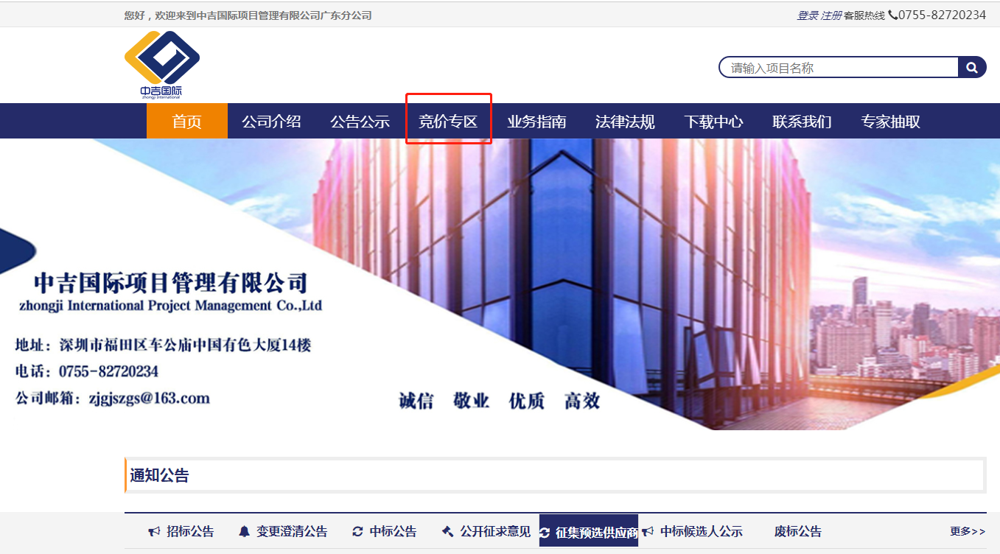 您好，欢迎来到中吉国际项目管理有限公司广东分公司
登录 注册 客服热线 0755-82720234
中吉国际
zhongji International
请输入项目名称
首页 公司介绍 公告公示 竞价专区 业务指南 法律法规 下载中心 联系我们 专家抽取
中吉国际项目管理有限公司
zhongji International Project Management Co.,Ltd
地址：深圳市福田区车公庙中国有色大厦14楼
电话：0755-82720234
公司邮箱：zjgjszgs@163.com
诚信 敬业 优质 高效
通知公告
招标公告 变更澄清公告 中标公告 公开征求意见 征集预选供应商 中标候选人公示 废标公告 更多>>